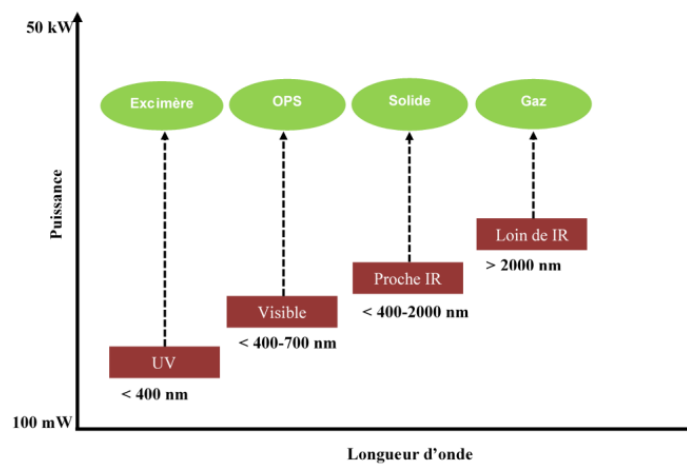 50 kW
Excimère
OPS
Solide
Gaz
Puissance
Loin de IR
> 2000 nm
Proche IR
< 400-2000 nm
Visible
< 400-700 nm
UV
< 400 nm
100 mW
Longueur d’onde